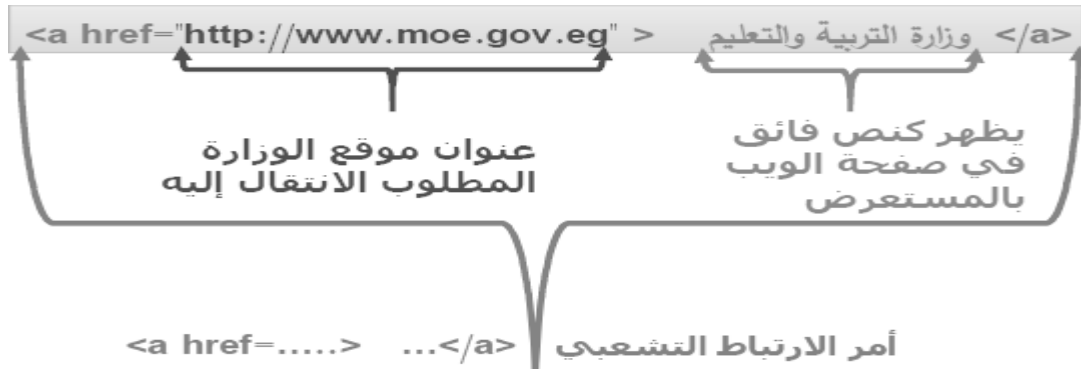 <a href="http://www.moe.gov.eg" > وزارة التربية والتعليم </a>
عنوان موقع الوزارة
المطلوب الانتقال إليه
يظهر كنص فائق
في صفحة الويب
بالمستعرض
<a href=.....> ...</a> أمر الارتباط التشعبي